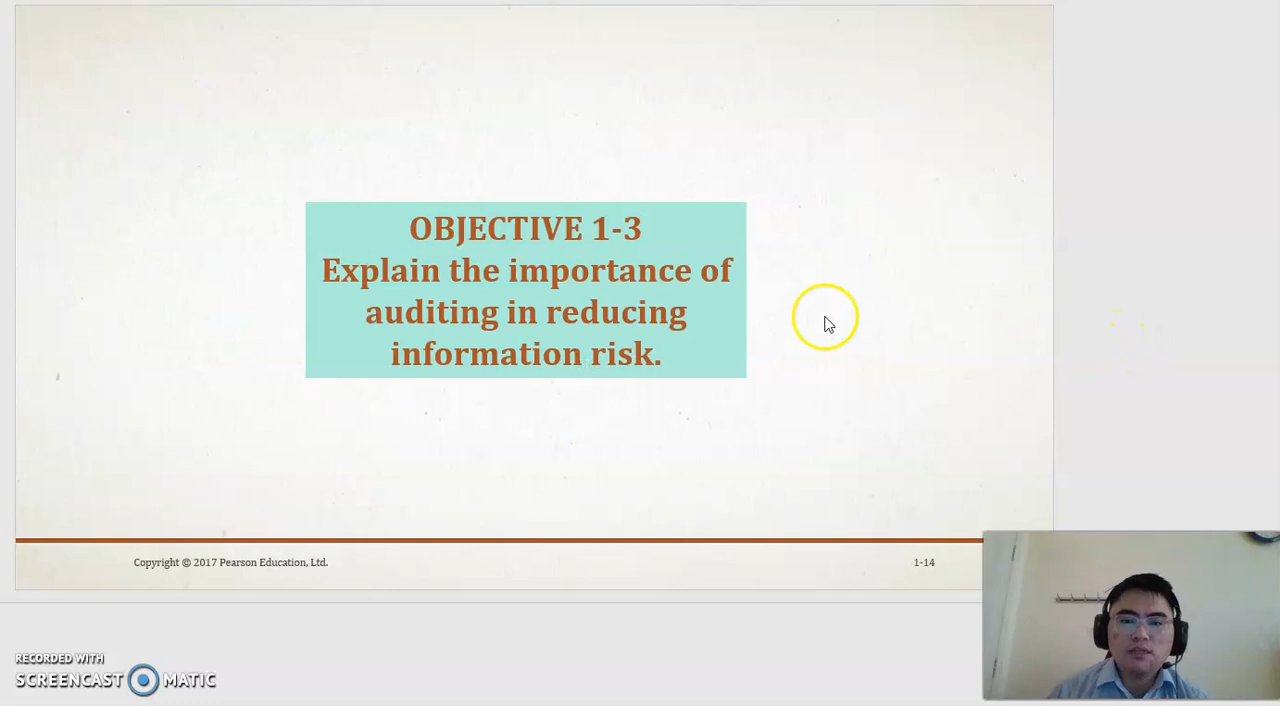 OBJECTIVE 1-3
Explain the importance of
auditing in reducing
information risk.
Copyright © 2017 Pearson Education, Ltd.
1-14
RECORDED WITH
SCREENCAST MATIC